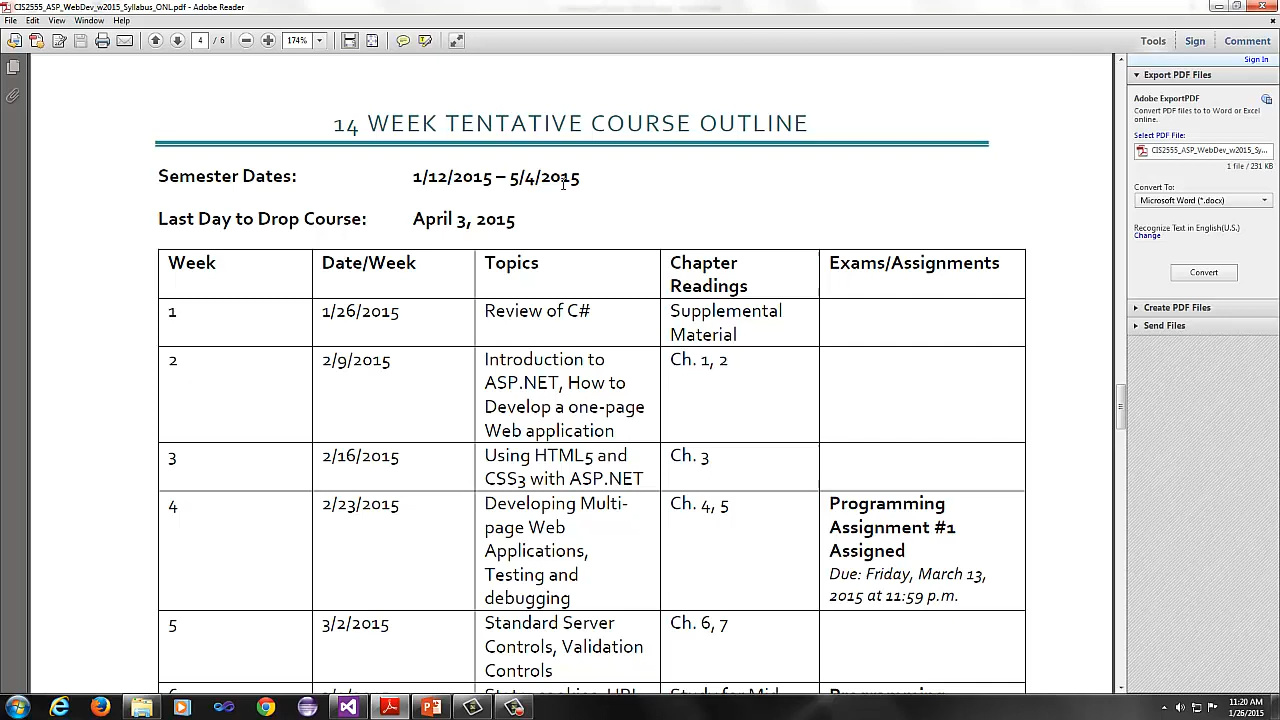 CIS2555_ASP_WebDev_w2015_Syllabus_ONL.pdf - Adobe Reader
File Edit View Window Help
4 / 6 174% Tools Sign Comment
Sign In
Export PDF Files
Adobe ExportPDF
Convert PDF files to to Word or Excel
online.
Select PDF File:
CIS2555_ASP_WebDev_w2015_Sy...
1 file / 231 KB
Convert To:
Microsoft Word (*.docx)
Recognize Text in English(U.S.)
Change
Convert
Create PDF Files
Send Files
14 WEEK TENTATIVE COURSE OUTLINE
Semester Dates: 1/12/2015 – 5/4/2015
Last Day to Drop Course: April 3, 2015
Week Date/Week Topics Chapter Exams/Assignments
Readings
1 1/26/2015 Review of C# Supplemental
Material
2 2/9/2015 Introduction to Ch. 1, 2
ASP.NET, How to
Develop a one-page
Web application
3 2/16/2015 Using HTML5 and Ch. 3
CSS3 with ASP.NET
4 2/23/2015 Developing Multi- Ch. 4, 5 Programming
page Web Assignment #1
Applications, Assigned
Testing and Due: Friday, March 13,
debugging 2015 at 11:59 p.m.
5 3/2/2015 Standard Server Ch. 6, 7
Controls, Validation
Controls
11:20 AM
1/26/2015